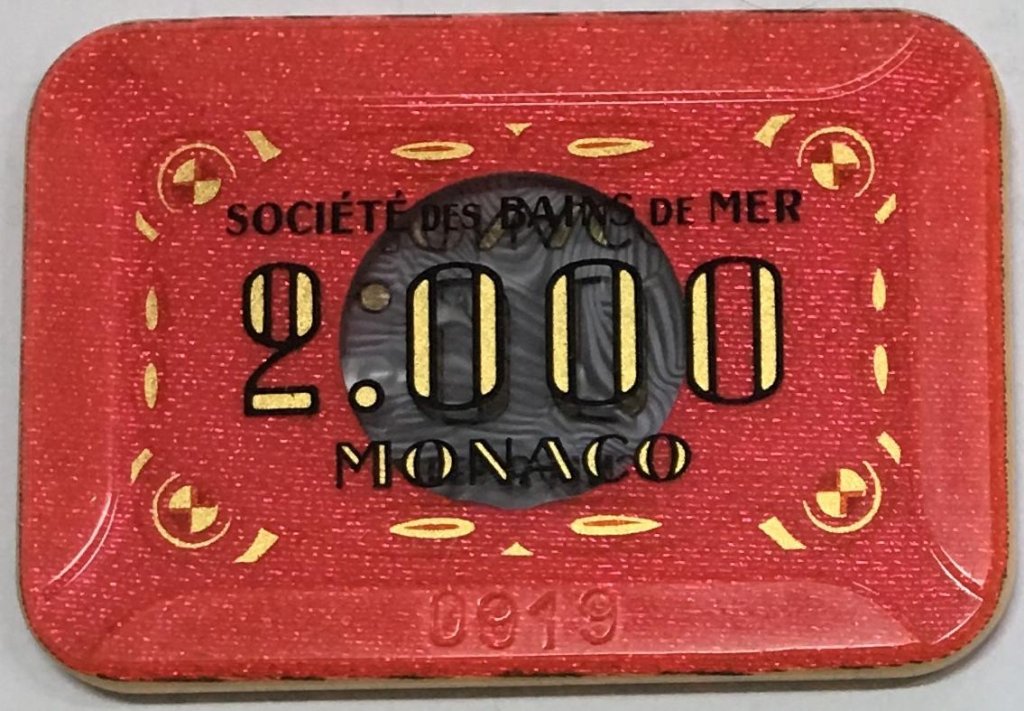 SOCIÉTÉ DES BAINS DE MER
2.000
MONACO
0919